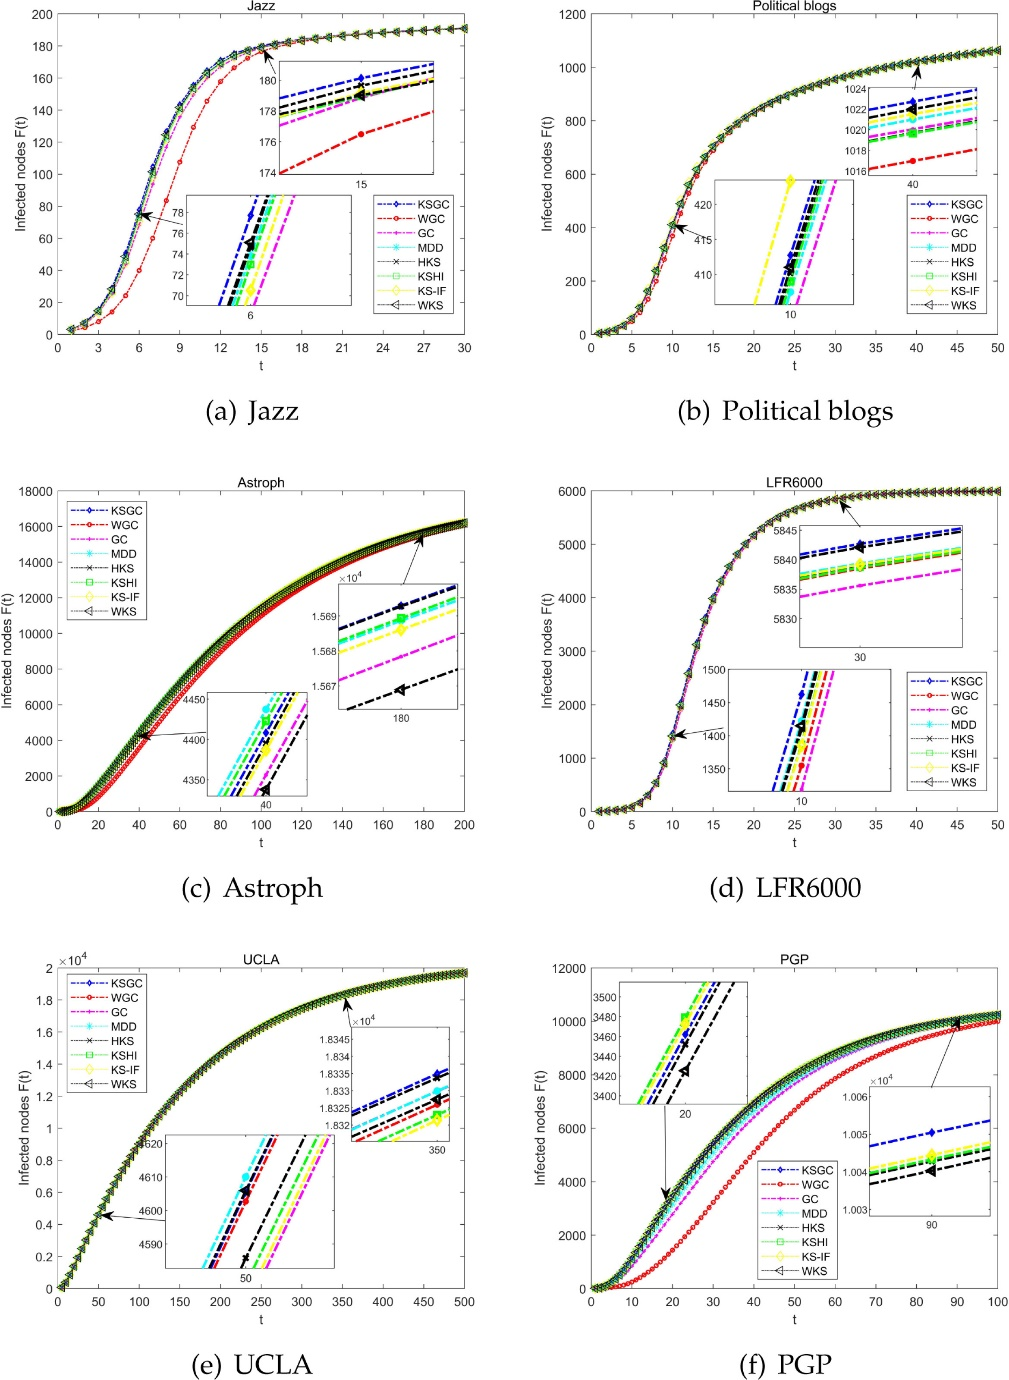 Jazz
Infected nodes F(t)
200
180
160
140
120
100
80
60
40
20
0
0 3 6 9 12 15 18 21 24 27 30
t
180
178
176
174
15
78
76
74
72
70
6
KSGC
WGC
GC
MDD
HKS
KSHI
KS-IF
WKS
(a) Jazz
Political blogs
Infected nodes F(t)
1200
1000
800
600
400
200
0
0 5 10 15 20 25 30 35 40 45 50
t
1024
1022
1020
1018
1016
40
420
415
410
10
KSGC
WGC
GC
MDD
HKS
KSHI
KS-IF
WKS
(b) Political blogs
Astroph
Infected nodes F(t)
18000
16000
14000
12000
10000
8000
6000
4000
2000
0
0 20 40 60 80 100 120 140 160 180 200
t
KSGC
WGC
GC
MDD
HKS
KSHI
KS-IF
WKS
×10⁴
1.569
1.568
1.567
180
4450
4400
4350
40
(c) Astroph
LFR6000
Infected nodes F(t)
6000
5000
4000
3000
2000
1000
0
0 5 10 15 20 25 30 35 40 45 50
t
5845
5840
5835
5830
30
1500
1450
1400
1350
10
KSGC
WGC
GC
MDD
HKS
KSHI
KS-IF
WKS
(d) LFR6000
UCLA
×10⁴
Infected nodes F(t)
2
1.8
1.6
1.4
1.2
1
0.8
0.6
0.4
0.2
0
0 50 100 150 200 250 300 350 400 450 500
t
KSGC
WGC
GC
MDD
HKS
KSHI
KS-IF
WKS
×10⁴
1.8345
1.834
1.8335
1.833
1.8325
1.832
350
4620
4610
4600
4590
50
(e) UCLA
PGP
Infected nodes F(t)
12000
10000
8000
6000
4000
2000
0
0 10 20 30 40 50 60 70 80 90 100
t
3500
3480
3460
3440
3420
3400
20
×10⁴
1.006
1.005
1.004
1.003
90
KSGC
WGC
GC
MDD
HKS
KSHI
KS-IF
WKS
(f) PGP